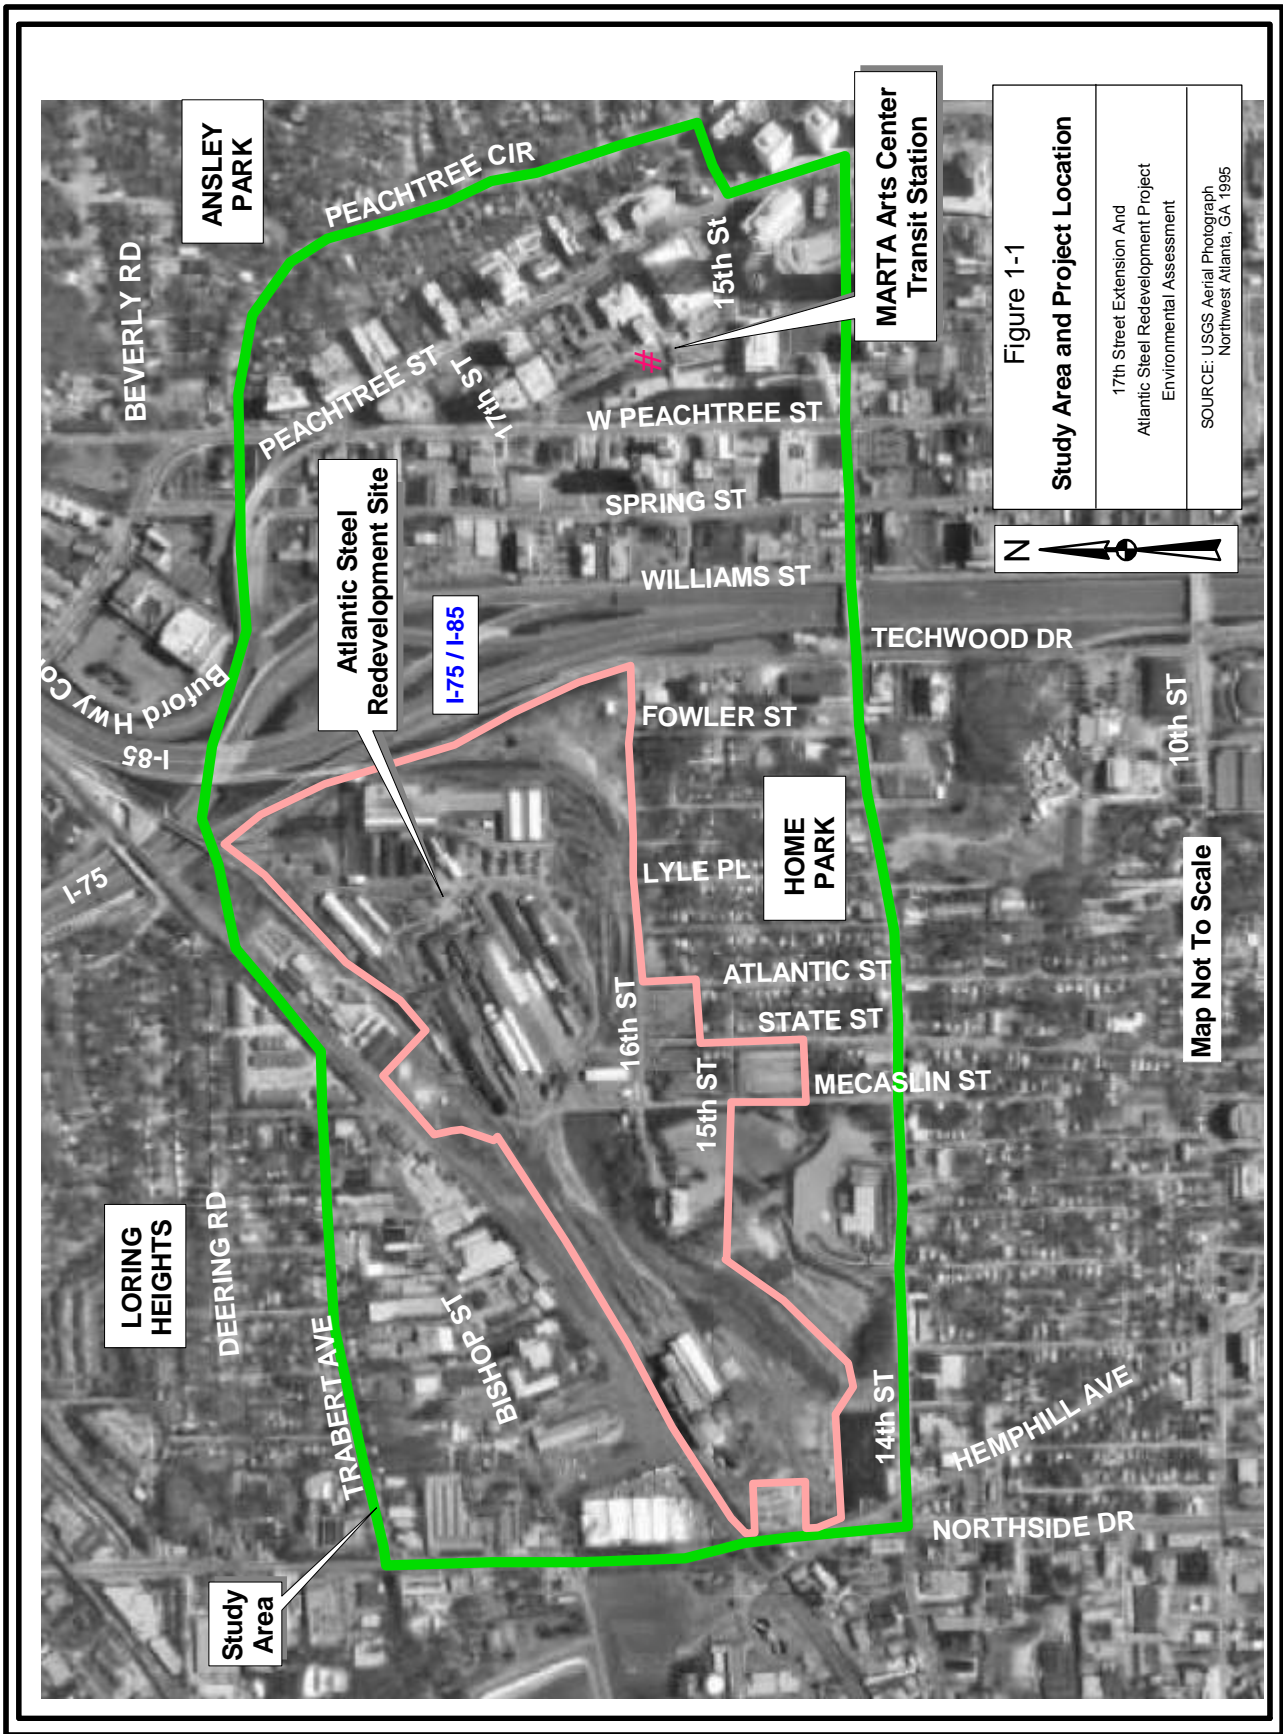 ANSLEY
PARK
BEVERLY RD
PEACHTREE CIR
PEACHTREE ST
17th ST
15th St
MARTA Arts Center
Transit Station
#
W PEACHTREE ST
SPRING ST
WILLIAMS ST
Atlantic Steel
Redevelopment Site
I-75 / I-85
Buford Hwy Co
I-85
I-75
TECHWOOD DR
FOWLER ST
10th ST
HOME
PARK
LYLE PL
ATLANTIC ST
STATE ST
MECASLIN ST
16th ST
15th ST
LORING
HEIGHTS
DEERING RD
TRABERT AVE
BISHOP ST
14th ST
HEMPHILL AVE
NORTHSIDE DR
Study
Area
Map Not To Scale
N
Figure 1-1
Study Area and Project Location
17th Street Extension And
Atlantic Steel Redevelopment Project
Environmental Assessment
SOURCE: USGS Aerial Photograph
Northwest Atlanta, GA 1995